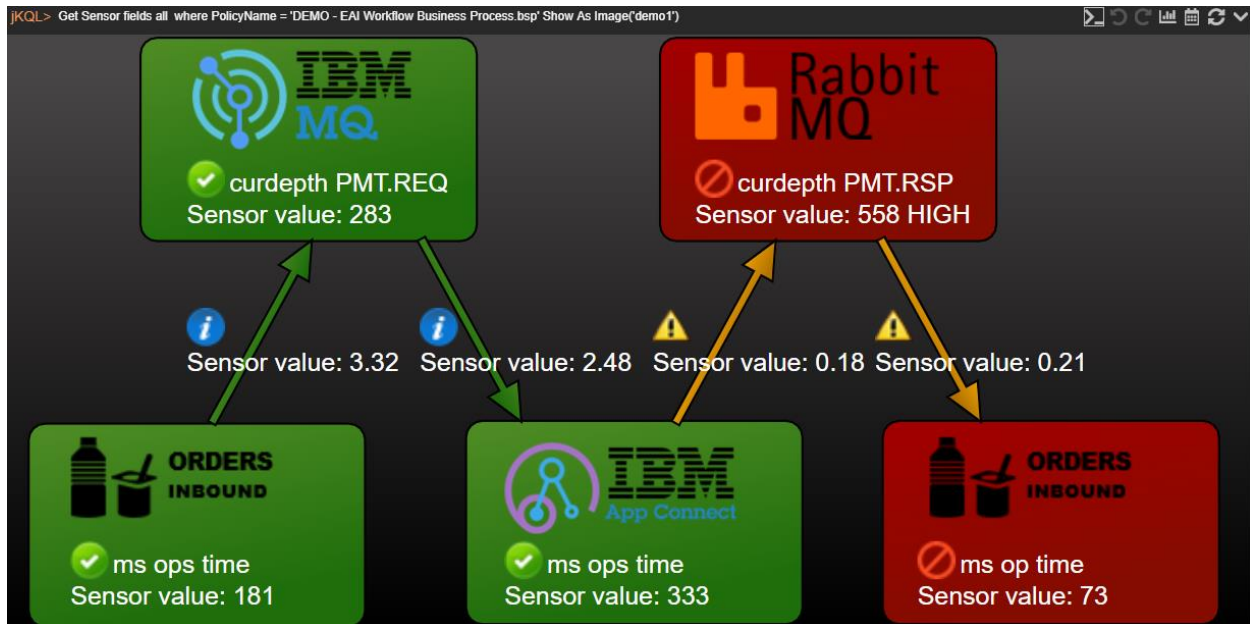 jKQL> Get Sensor fields all where PolicyName = 'DEMO - EAI Workflow Business Process.bsp' Show As Image('demo1')
IBM
MQ
curdepth PMT.REQ
Sensor value: 283
Rabbit
MQ
curdepth PMT.RSP
Sensor value: 558 HIGH
Sensor value: 3.32
Sensor value: 2.48
Sensor value: 0.18
Sensor value: 0.21
ORDERS
INBOUND
ms ops time
Sensor value: 181
IBM
App Connect
ms ops time
Sensor value: 333
ORDERS
INBOUND
ms op time
Sensor value: 73